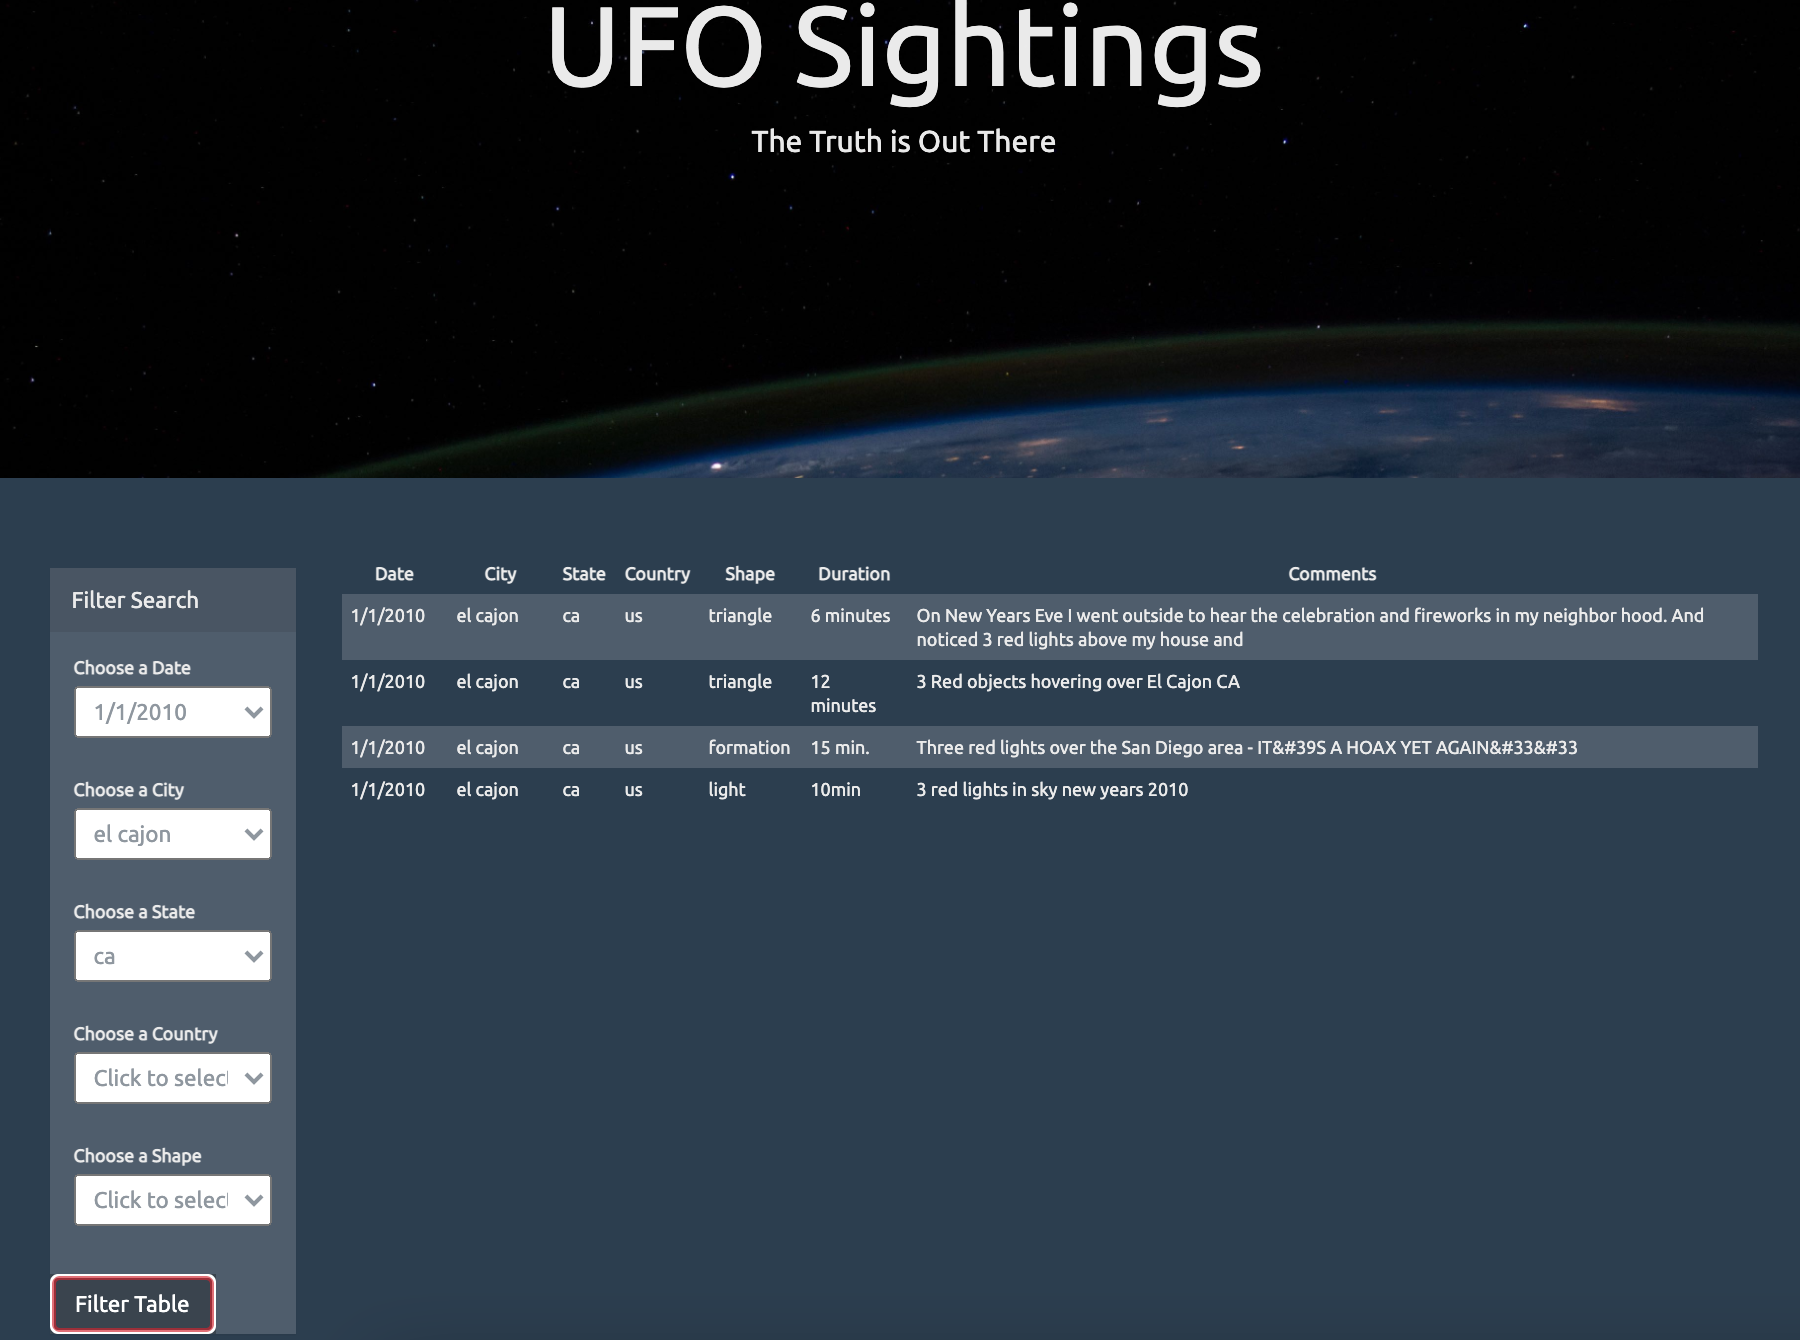 UFO Sightings
The Truth is Out There
Filter Search
Choose a Date
1/1/2010
Choose a City
el cajon
Choose a State
ca
Choose a Country
Click to select
Choose a Shape
Click to select
Filter Table
Date City State Country Shape Duration Comments
1/1/2010 el cajon ca us triangle 6 minutes On New Years Eve I went outside to hear the celebration and fireworks in my neighbor hood. And
noticed 3 red lights above my house and
1/1/2010 el cajon ca us triangle 12 3 Red objects hovering over El Cajon CA
minutes
1/1/2010 el cajon ca us formation 15 min. Three red lights over the San Diego area - IT&#39S A HOAX YET AGAIN&#33&#33
1/1/2010 el cajon ca us light 10min 3 red lights in sky new years 2010